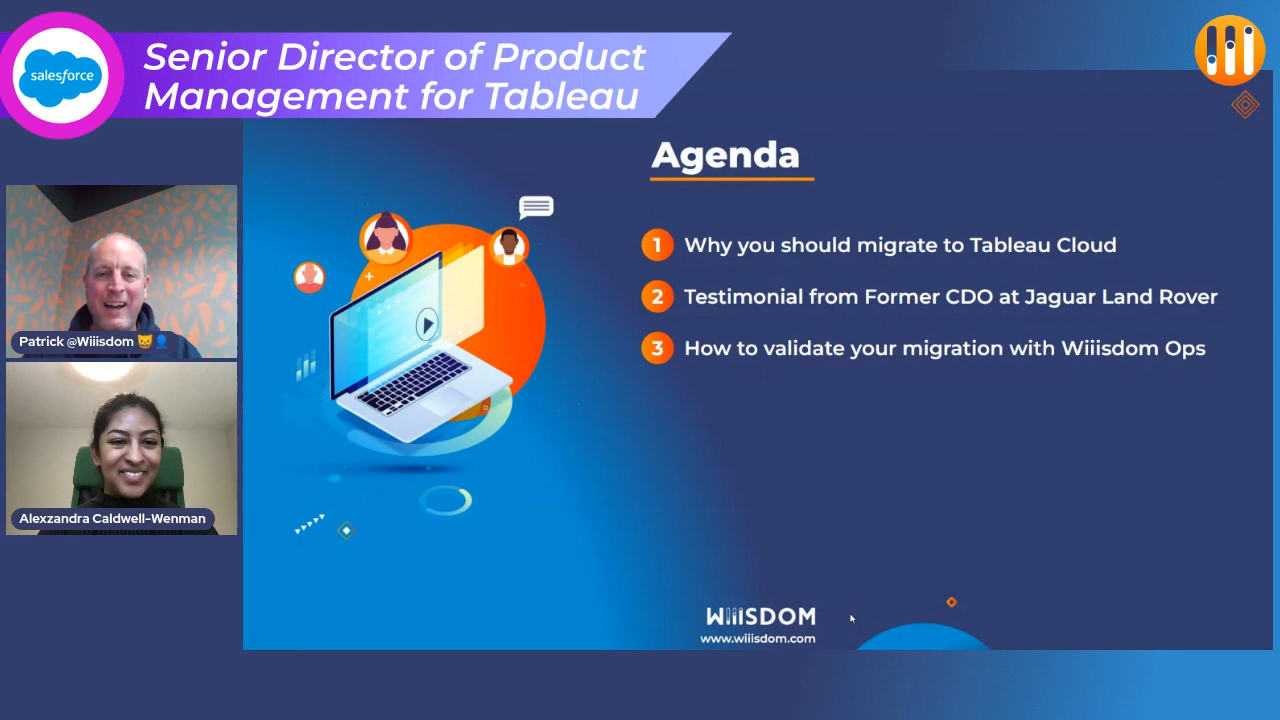 salesforce
Senior Director of Product
Management for Tableau
Patrick @Wiiisdom 😺👤
Alexzandra Caldwell-Wenman
Agenda
1 Why you should migrate to Tableau Cloud
2 Testimonial from Former CDO at Jaguar Land Rover
3 How to validate your migration with Wiiisdom Ops
WIIISDOM
www.wiiisdom.com